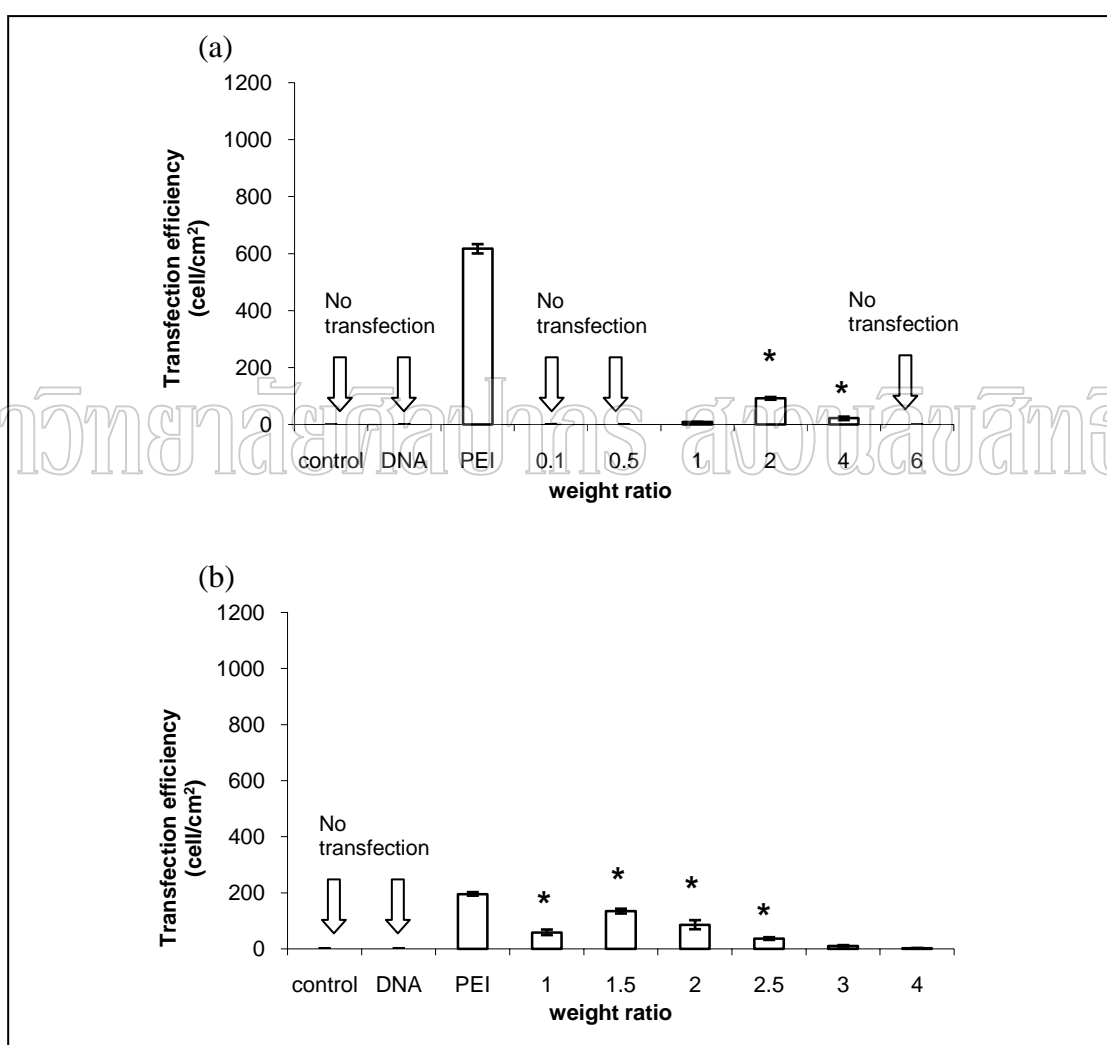 (a)
1200
1000
800
600
400
200
0
Transfection efficiency
(cell/cm²)
No
transfection
No
transfection
No
transfection
*
*
control DNA PEI 0.1 0.5 1 2 4 6
weight ratio
(b)
1200
1000
800
600
400
200
0
Transfection efficiency
(cell/cm²)
No
transfection
*
*
*
*
control DNA PEI 1 1.5 2 2.5 3 4
weight ratio